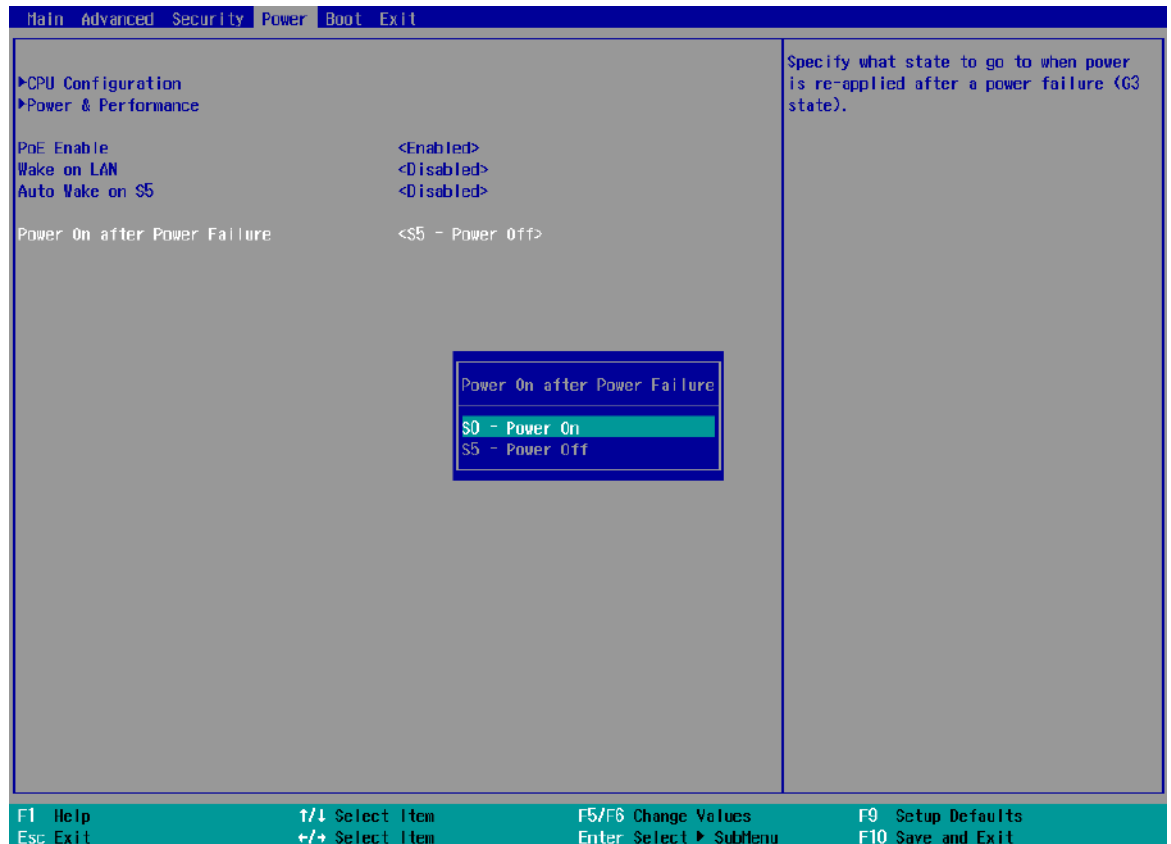 Main Advanced Security Power Boot Exit
▶CPU Configuration
▶Power & Performance
PoE Enable <Enabled>
Wake on LAN <Disabled>
Auto Wake on S5 <Disabled>
Power On after Power Failure <S5 - Power Off>
Specify what state to go to when power
is re-applied after a power failure (G3
state).
Power On after Power Failure
S0 - Power On
S5 - Power Off
F1 Help ↑/↓ Select Item F5/F6 Change Values F9 Setup Defaults
Esc Exit ←/→ Select Item Enter Select ▶ SubMenu F10 Save and Exit